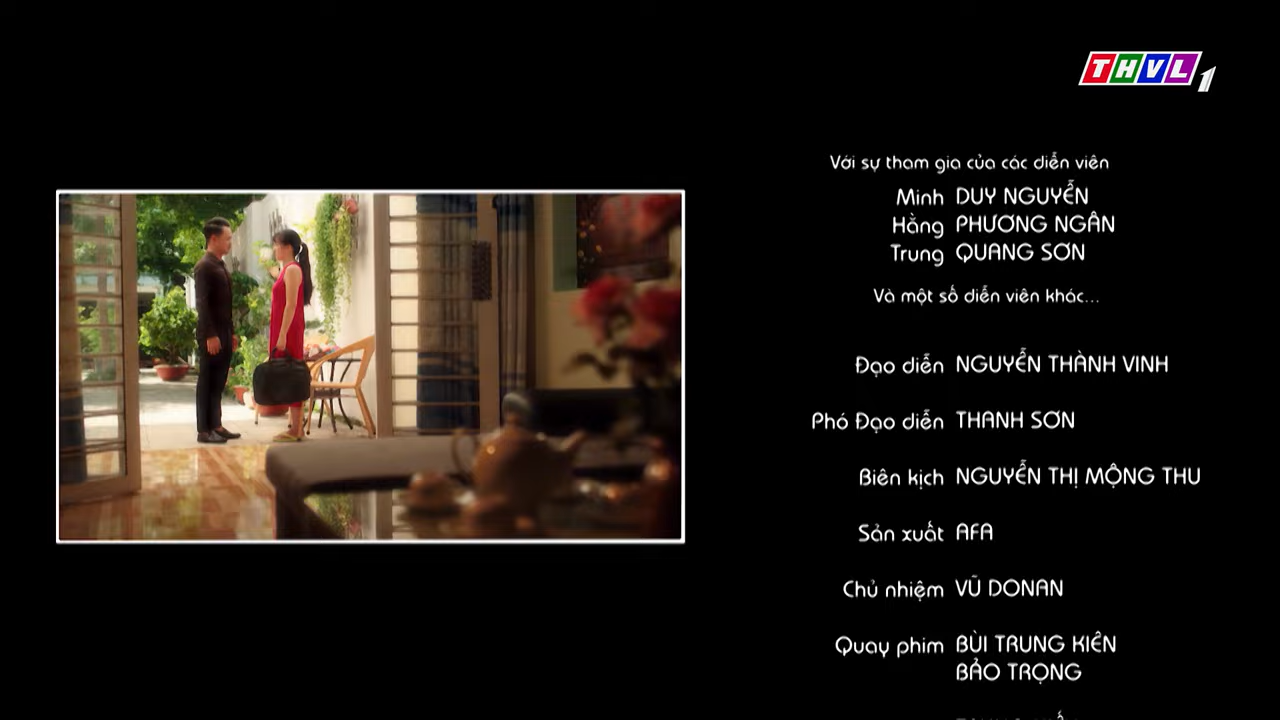 THVL 1
Với sự tham gia của các diễn viên
Minh DUY NGUYỄN
Hằng PHƯƠNG NGÂN
Trung QUANG SƠN
Và một số diễn viên khác...
Đạo diễn NGUYỄN THÀNH VINH
Phó Đạo diễn THANH SƠN
Biên kịch NGUYỄN THỊ MỘNG THU
Sản xuất AFA
Chủ nhiệm VŨ DONAN
Quay phim BÙI TRUNG KIÊN
BẢO TRỌNG